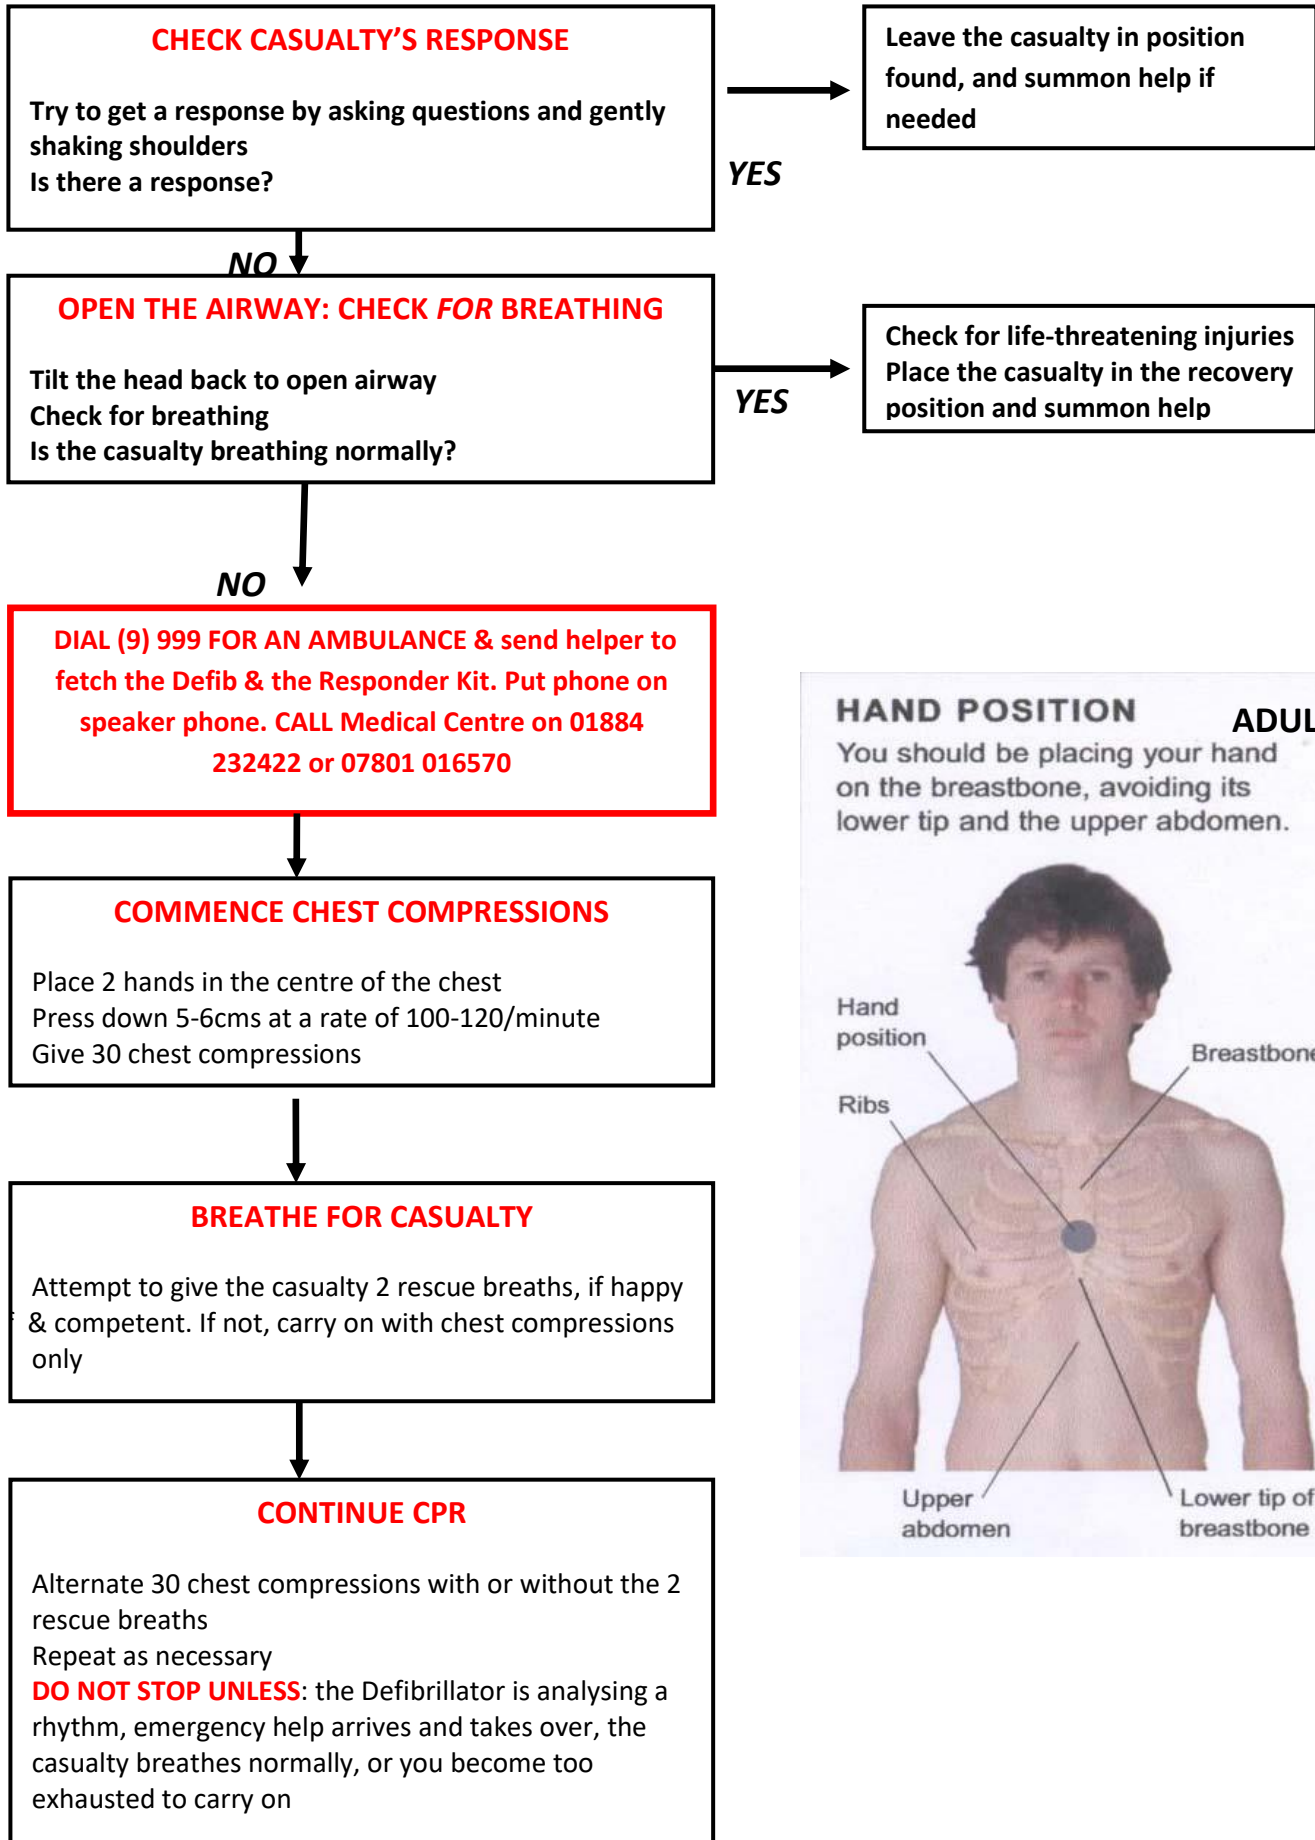 CHECK CASUALTY’S RESPONSE
Try to get a response by asking questions and gently
shaking shoulders
Is there a response?
YES
Leave the casualty in position
found, and summon help if
needed
NO
OPEN THE AIRWAY: CHECK FOR BREATHING
Tilt the head back to open airway
Check for breathing
Is the casualty breathing normally?
YES
Check for life-threatening injuries
Place the casualty in the recovery
position and summon help
NO
DIAL (9) 999 FOR AN AMBULANCE & send helper to
fetch the Defib & the Responder Kit. Put phone on
speaker phone. CALL Medical Centre on 01884
232422 or 07801 016570
COMMENCE CHEST COMPRESSIONS
Place 2 hands in the centre of the chest
Press down 5-6cms at a rate of 100-120/minute
Give 30 chest compressions
BREATHE FOR CASUALTY
Attempt to give the casualty 2 rescue breaths, if happy
& competent. If not, carry on with chest compressions
only
CONTINUE CPR
Alternate 30 chest compressions with or without the 2
rescue breaths
Repeat as necessary
DO NOT STOP UNLESS: the Defibrillator is analysing a
rhythm, emergency help arrives and takes over, the
casualty breathes normally, or you become too
exhausted to carry on
HAND POSITION
ADUL
You should be placing your hand
on the breastbone, avoiding its
lower tip and the upper abdomen.
Hand
position
Breastbone
Ribs
Upper
abdomen
Lower tip of
breastbone